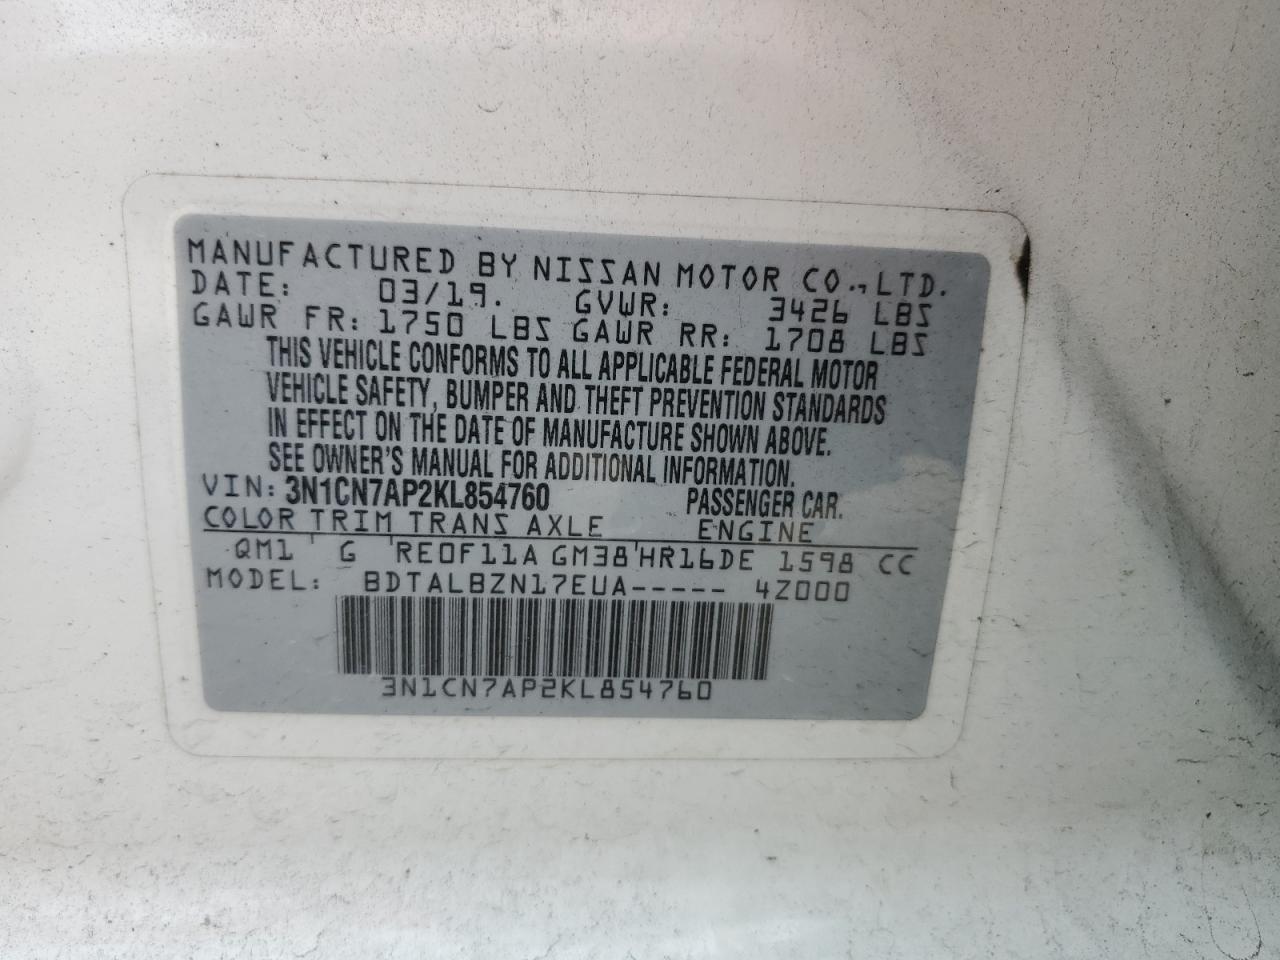 MANUFACTURED BY NISSAN MOTOR CO., LTD.
DATE: 03/19. GVWR: 3426 LBS
GAWR FR: 1750 LBS GAWR RR: 1708 LBS
THIS VEHICLE CONFORMS TO ALL APPLICABLE FEDERAL MOTOR
VEHICLE SAFETY, BUMPER AND THEFT PREVENTION STANDARDS
IN EFFECT ON THE DATE OF MANUFACTURE SHOWN ABOVE.
SEE OWNER'S MANUAL FOR ADDITIONAL INFORMATION.
VIN: 3N1CN7AP2KL854760 PASSENGER CAR.
COLOR TRIM TRANS AXLE ENGINE
QM1 ' G ' RE0F11A GM38 ' HR16DE 1598 CC
MODEL: BDTALBZN17EUA----- 4Z000
3N1CN7AP2KL854760